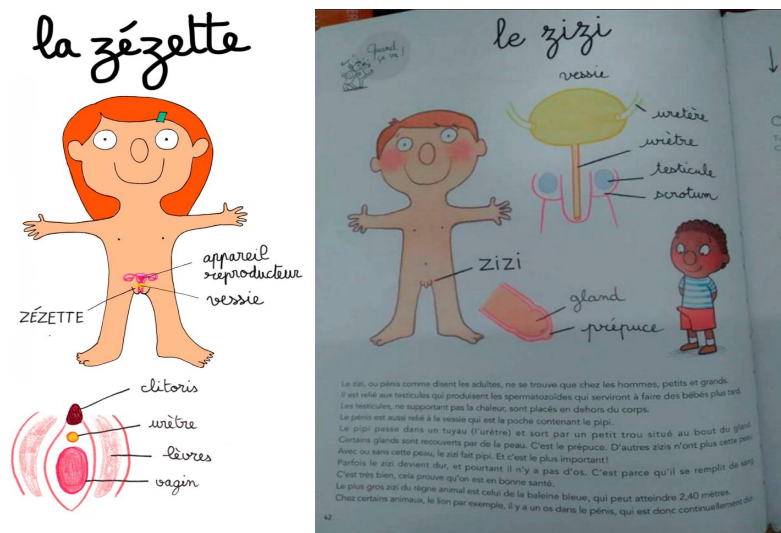 la zézette
appareil
reproducteur
vessie
ZÉZETTE
clitoris
urètre
lèvres
vagin
Quand
ça va !
le zizi
vessie
uretère
urètre
testicule
scrotum
zizi
gland
prépuce
Le zizi, ou pénis comme disent les adultes, ne se trouve que chez les hommes, petits et grands.
Il est relié aux testicules qui produisent les spermatozoïdes qui serviront à faire des bébés plus tard.
Les testicules, ne supportant pas la chaleur, sont placés en dehors du corps.
Le pénis est aussi relié à la vessie qui est la poche contenant le pipi.
Le pipi passe dans un tuyau (l'urètre) et sort par un petit trou situé au bout du gland.
Certains glands sont recouverts par de la peau. C'est le prépuce. D'autres zizis n'ont plus cette peau.
Avec ou sans cette peau, le zizi fait pipi. Et c'est le plus important !
Parfois le zizi devient dur, et pourtant il n'y a pas d'os. C'est parce qu'il se remplit de sang.
C'est très bien, cela prouve qu'on est en bonne santé.
Le plus gros zizi du règne animal est celui de la baleine bleue, qui peut atteindre 2,40 mètres.
Chez certains animaux, le lion par exemple, il y a un os dans le pénis, qui est donc continuellement dur.
42